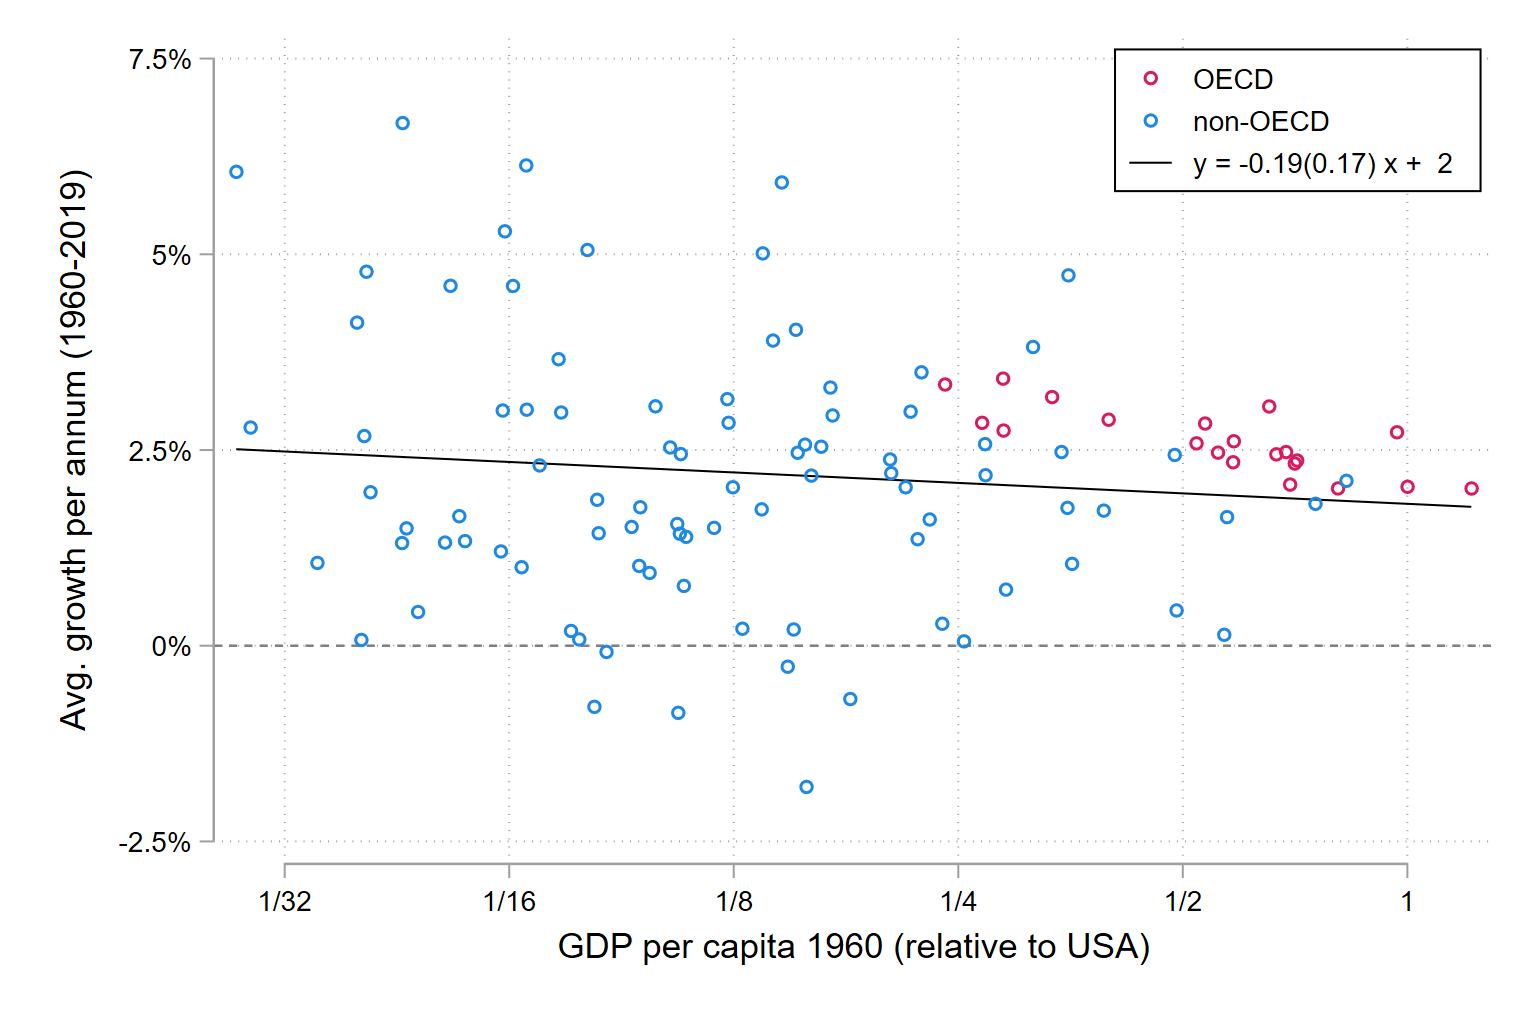 7.5%
5%
2.5%
0%
-2.5%
Avg. growth per annum (1960-2019)
OECD
non-OECD
y = -0.19(0.17) x + 2
1/32 1/16 1/8 1/4 1/2 1
GDP per capita 1960 (relative to USA)